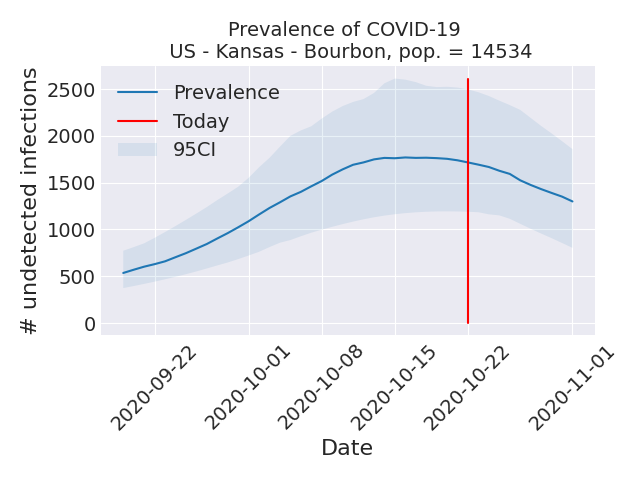 Prevalence of COVID-19
US - Kansas - Bourbon, pop. = 14534
# undetected infections
2500
2000
1500
1000
500
0
Prevalence
Today
95CI
2020-09-22
2020-10-01
2020-10-08
2020-10-15
2020-10-22
2020-11-01
Date